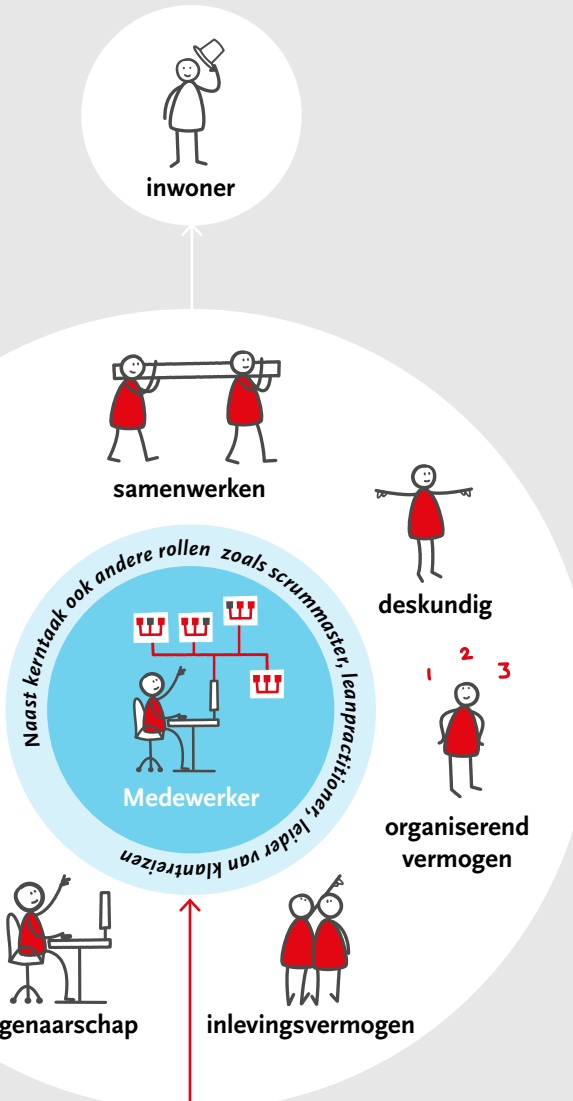 inwoner
samenwerken
deskundig
1 2 3
organiserend
vermogen
Naast kerntaak ook andere rollen zoals scrummaster, leanpractitioner, leider van klantreizen
Medewerker
genaarschap
inlevingsvermogen